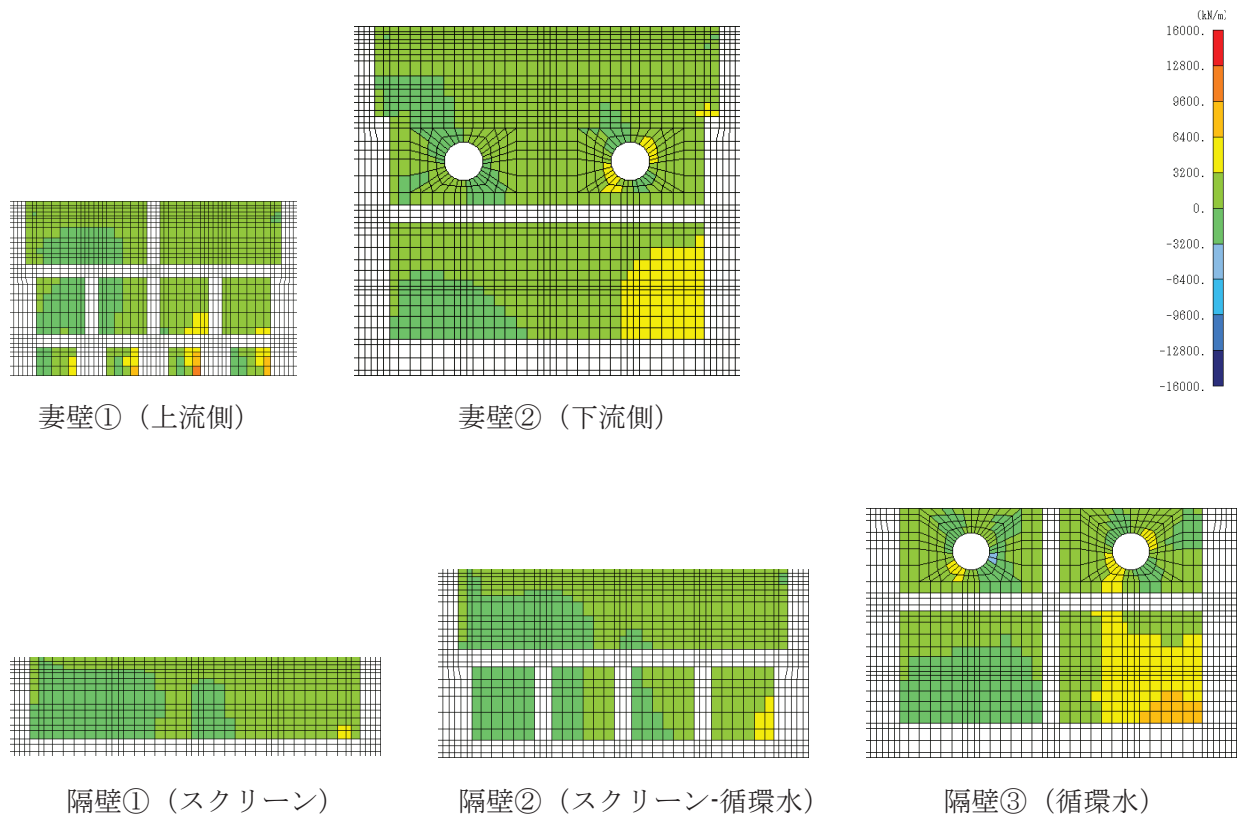 (kN/m)
16000.
12800.
9600.
6400.
3200.
0.
-3200.
-6400.
-9600.
-12800.
-16000.
妻壁①（上流側）
妻壁②（下流側）
隔壁①（スクリーン）
隔壁②（スクリーン-循環水）
隔壁③（循環水）